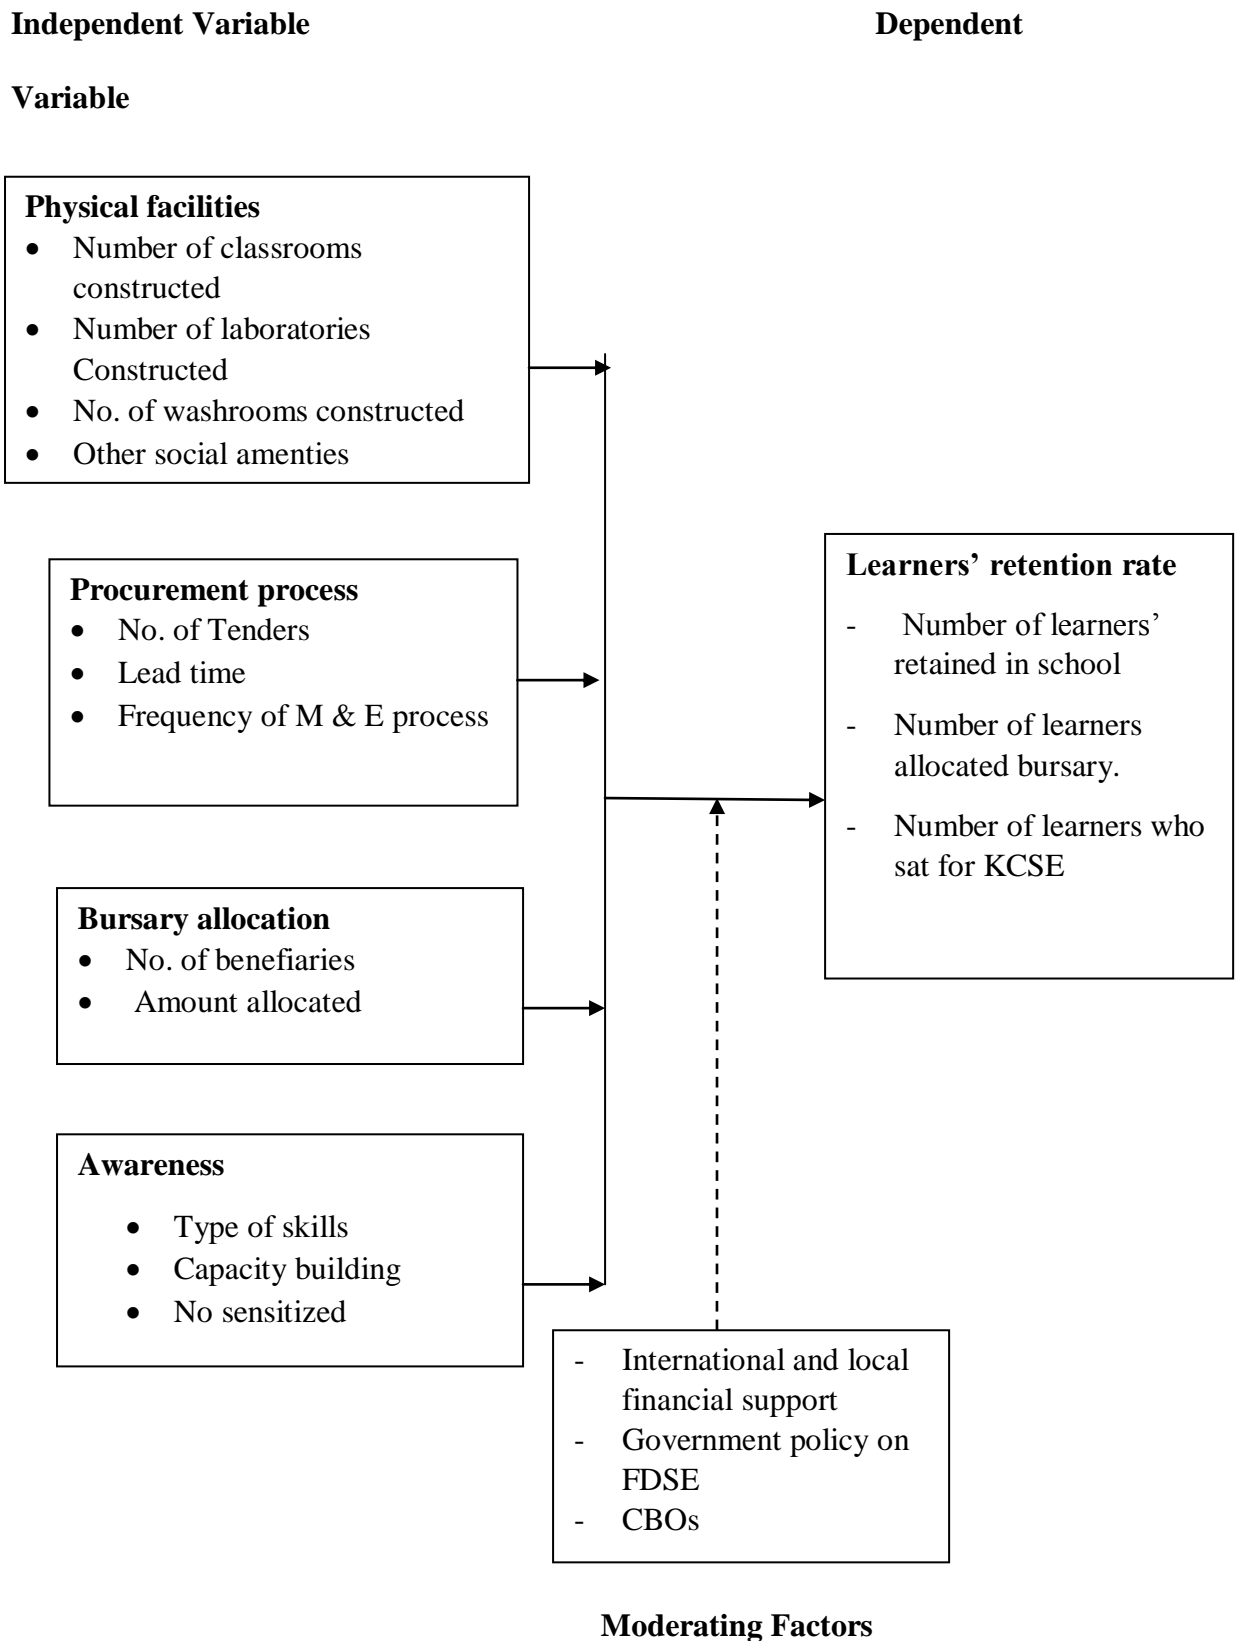 Independent Variable Dependent
Variable
Physical facilities
• Number of classrooms
constructed
• Number of laboratories
Constructed
• No. of washrooms constructed
• Other social amenties
Procurement process
• No. of Tenders
• Lead time
• Frequency of M & E process
Learners’ retention rate
- Number of learners’
retained in school
- Number of learners
allocated bursary.
- Number of learners who
sat for KCSE
Bursary allocation
• No. of benefiaries
• Amount allocated
Awareness
• Type of skills
• Capacity building
• No sensitized
- International and local
financial support
- Government policy on
FDSE
- CBOs
Moderating Factors